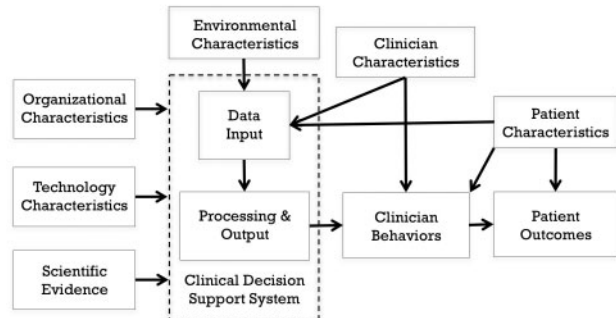 Environmental
Characteristics
Clinician
Characteristics
Organizational
Characteristics
Data
Input
Patient
Characteristics
Technology
Characteristics
Processing &
Output
Clinician
Behaviors
Patient
Outcomes
Scientific
Evidence
Clinical Decision
Support System